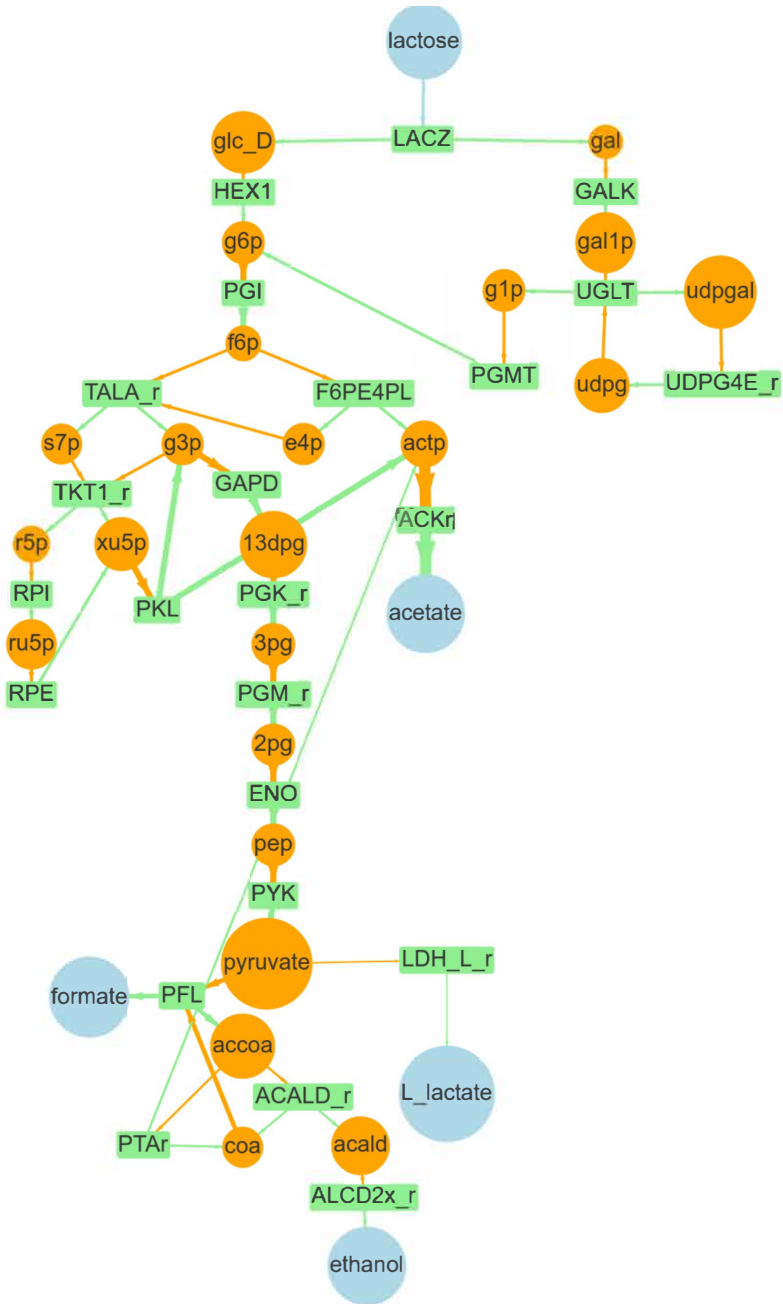 lactose
glc_D
LACZ
gal
HEX1
GALK
g6p
gal1p
PGI
g1p
UGLT
udpgal
f6p
PGMT
udpg
UDPG4E_r
TALA_r
F6PE4PL
s7p
g3p
e4p
actp
GAPD
TKT1_r
ACKr
r5p
xu5p
13dpg
RPI
PKL
PGK_r
acetate
ru5p
3pg
RPE
PGM_r
2pg
ENO
pep
PYK
pyruvate
LDH_L_r
formate
PFL
accoa
ACALD_r
L_lactate
PTAr
coa
acald
ALCD2x_r
ethanol